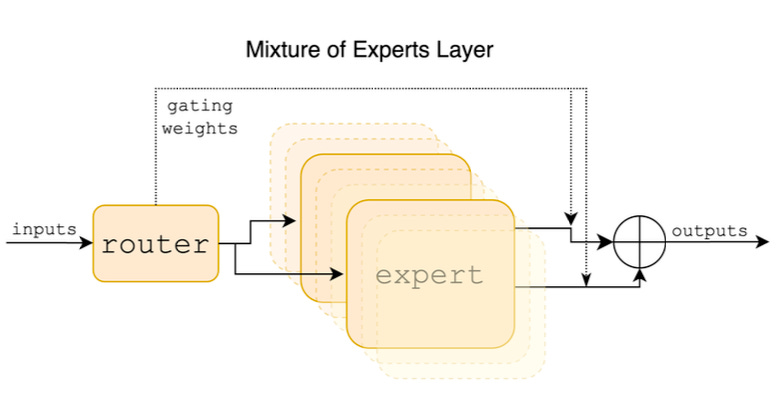 Mixture of Experts Layer
gating
weights
inputs
router
expert
outputs